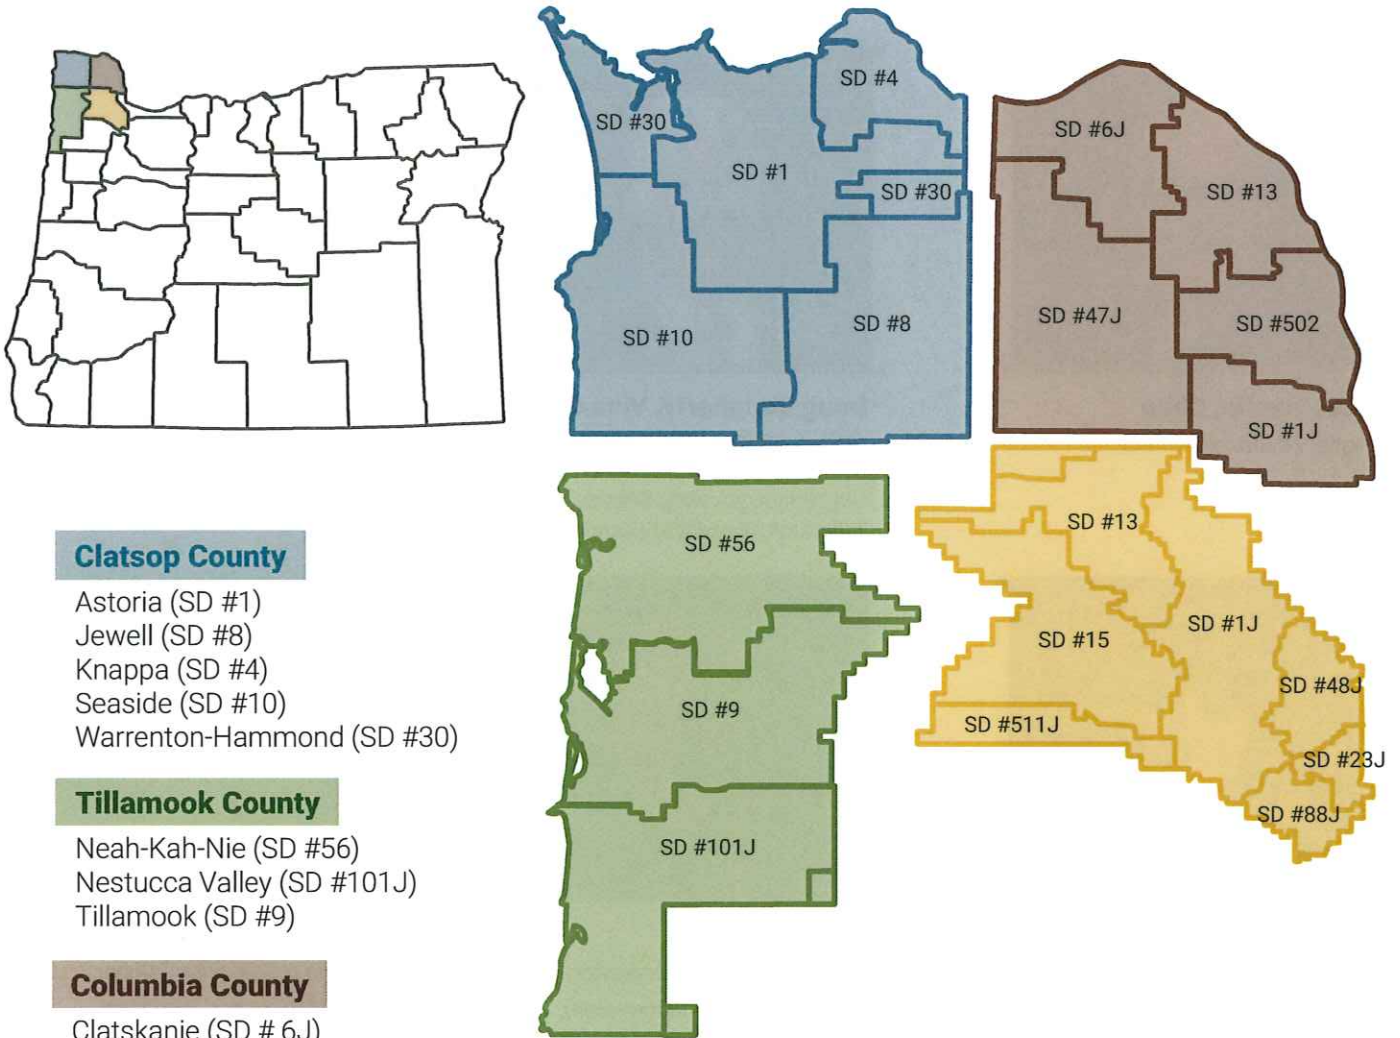 SD #4
SD #30
SD #1
SD #30
SD #10
SD #8
SD #6J
SD #13
SD #47J
SD #502
SD #1J
Clatsop County
Astoria (SD #1)
Jewell (SD #8)
Knappa (SD #4)
Seaside (SD #10)
Warrenton-Hammond (SD #30)
Tillamook County
Neah-Kah-Nie (SD #56)
Nestucca Valley (SD #101J)
Tillamook (SD #9)
Columbia County
Clatskanie (SD # 6J)
SD #56
SD #9
SD #101J
SD #13
SD #15
SD #1J
SD #48J
SD #511J
SD #23J
SD #88J